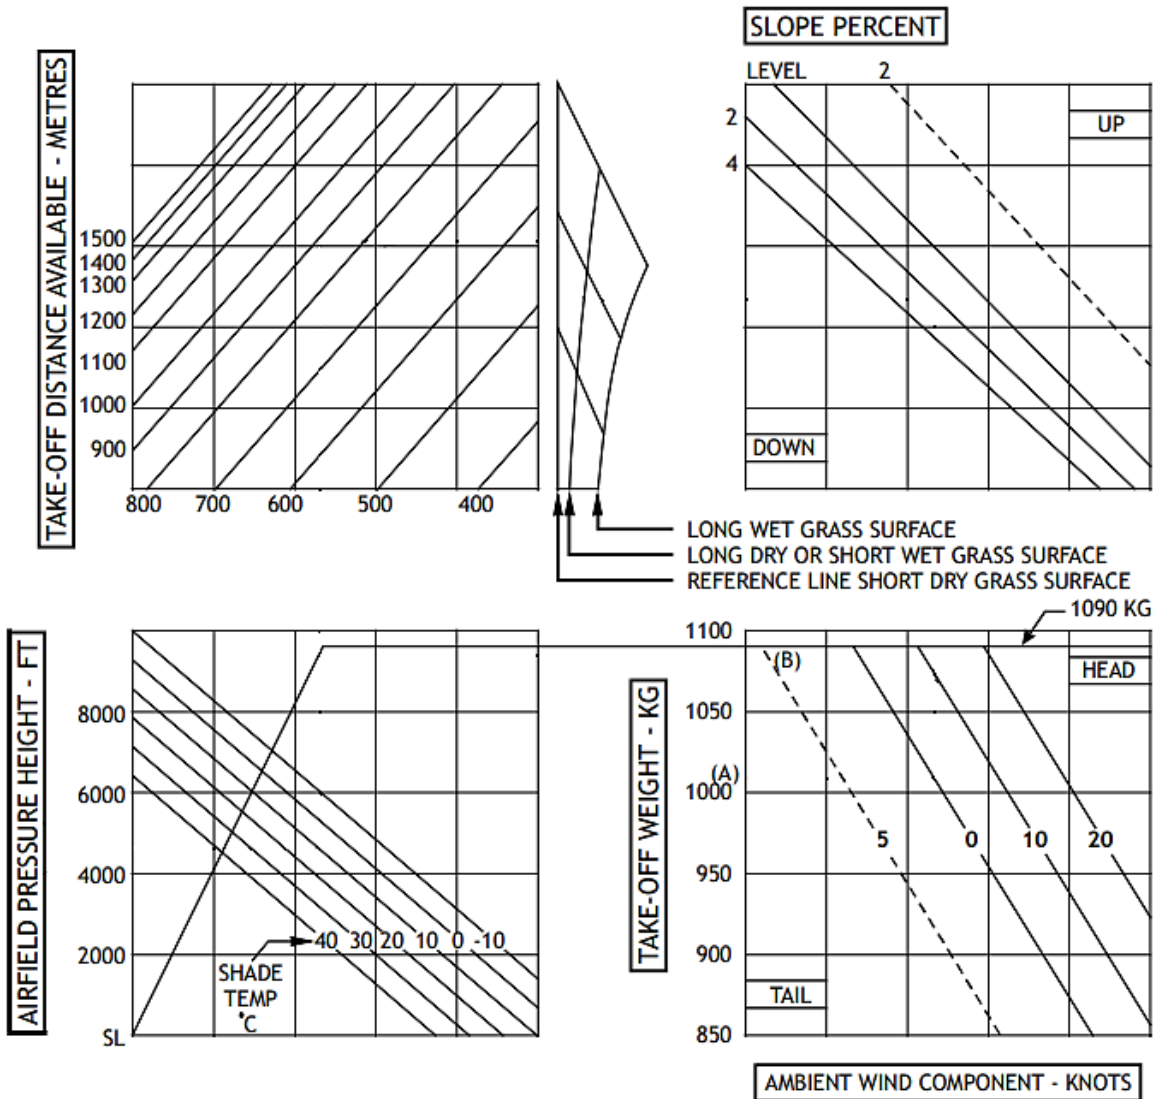 SLOPE PERCENT
LEVEL 2
2
4
UP
DOWN
TAKE-OFF DISTANCE AVAILABLE - METRES
1500
1400
1300
1200
1100
1000
900
800 700 600 500 400
LONG WET GRASS SURFACE
LONG DRY OR SHORT WET GRASS SURFACE
REFERENCE LINE SHORT DRY GRASS SURFACE
1090 KG
AIRFIELD PRESSURE HEIGHT - FT
8000
6000
4000
2000
SL
40 30 20 10 0 -10
SHADE
TEMP
°C
TAKE-OFF WEIGHT - KG
1100
1050
(A)
1000
950
900
850
(B)
HEAD
5 0 10 20
TAIL
AMBIENT WIND COMPONENT - KNOTS